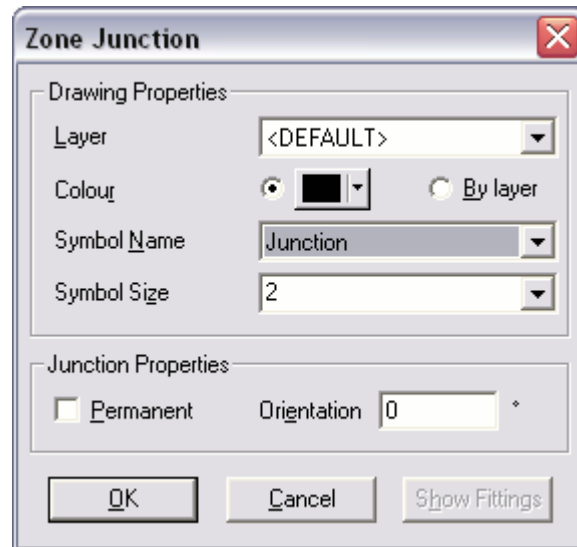 Zone Junction
Drawing Properties
Layer <DEFAULT>
Colour By layer
Symbol Name Junction
Symbol Size 2
Junction Properties
Permanent Orientation 0 °
OK Cancel Show Fittings